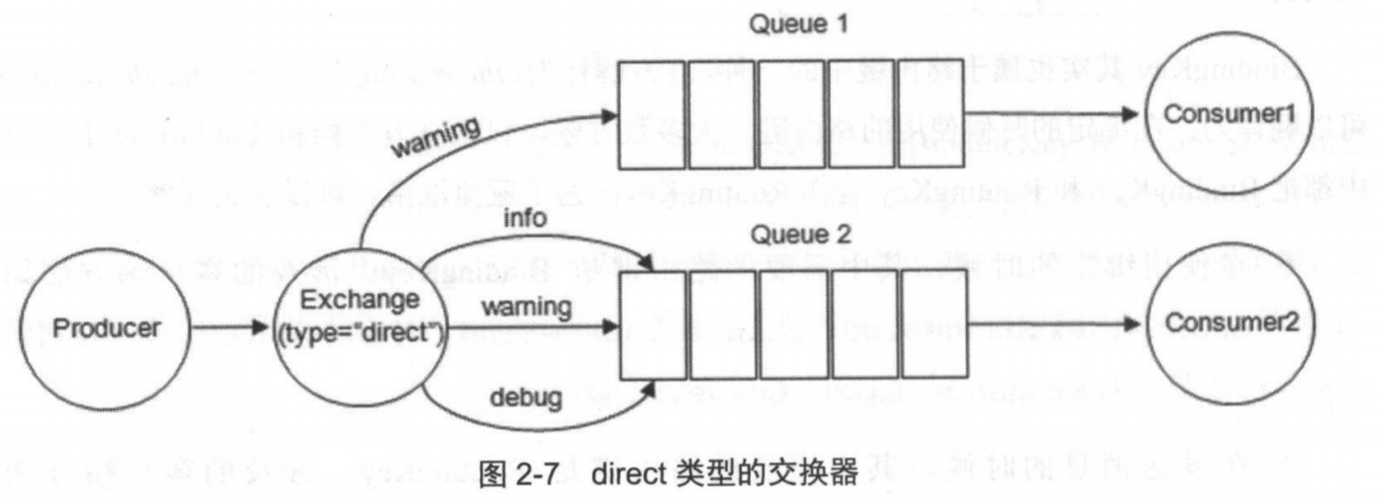 Queue 1
warning
Consumer1
info
Queue 2
Producer
Exchange
(type=“direct”)
warning
Consumer2
debug
图 2-7 direct 类型的交换器